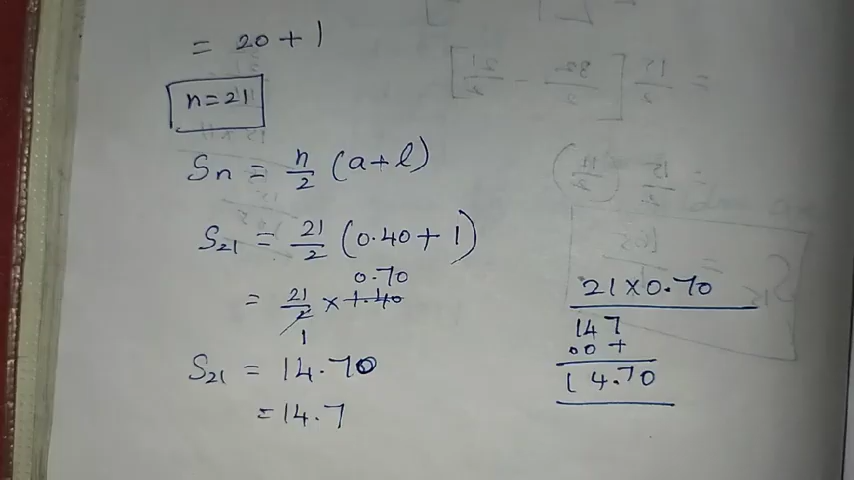 = 20 + 1
n = 21
Sn = n/2 (a + l)
S21 = 21/2 (0.40 + 1)
0.70
= 21/2 × 1.40
1
S21 = 14.70
= 14.7
21 × 0.70
147
00 +
14.70